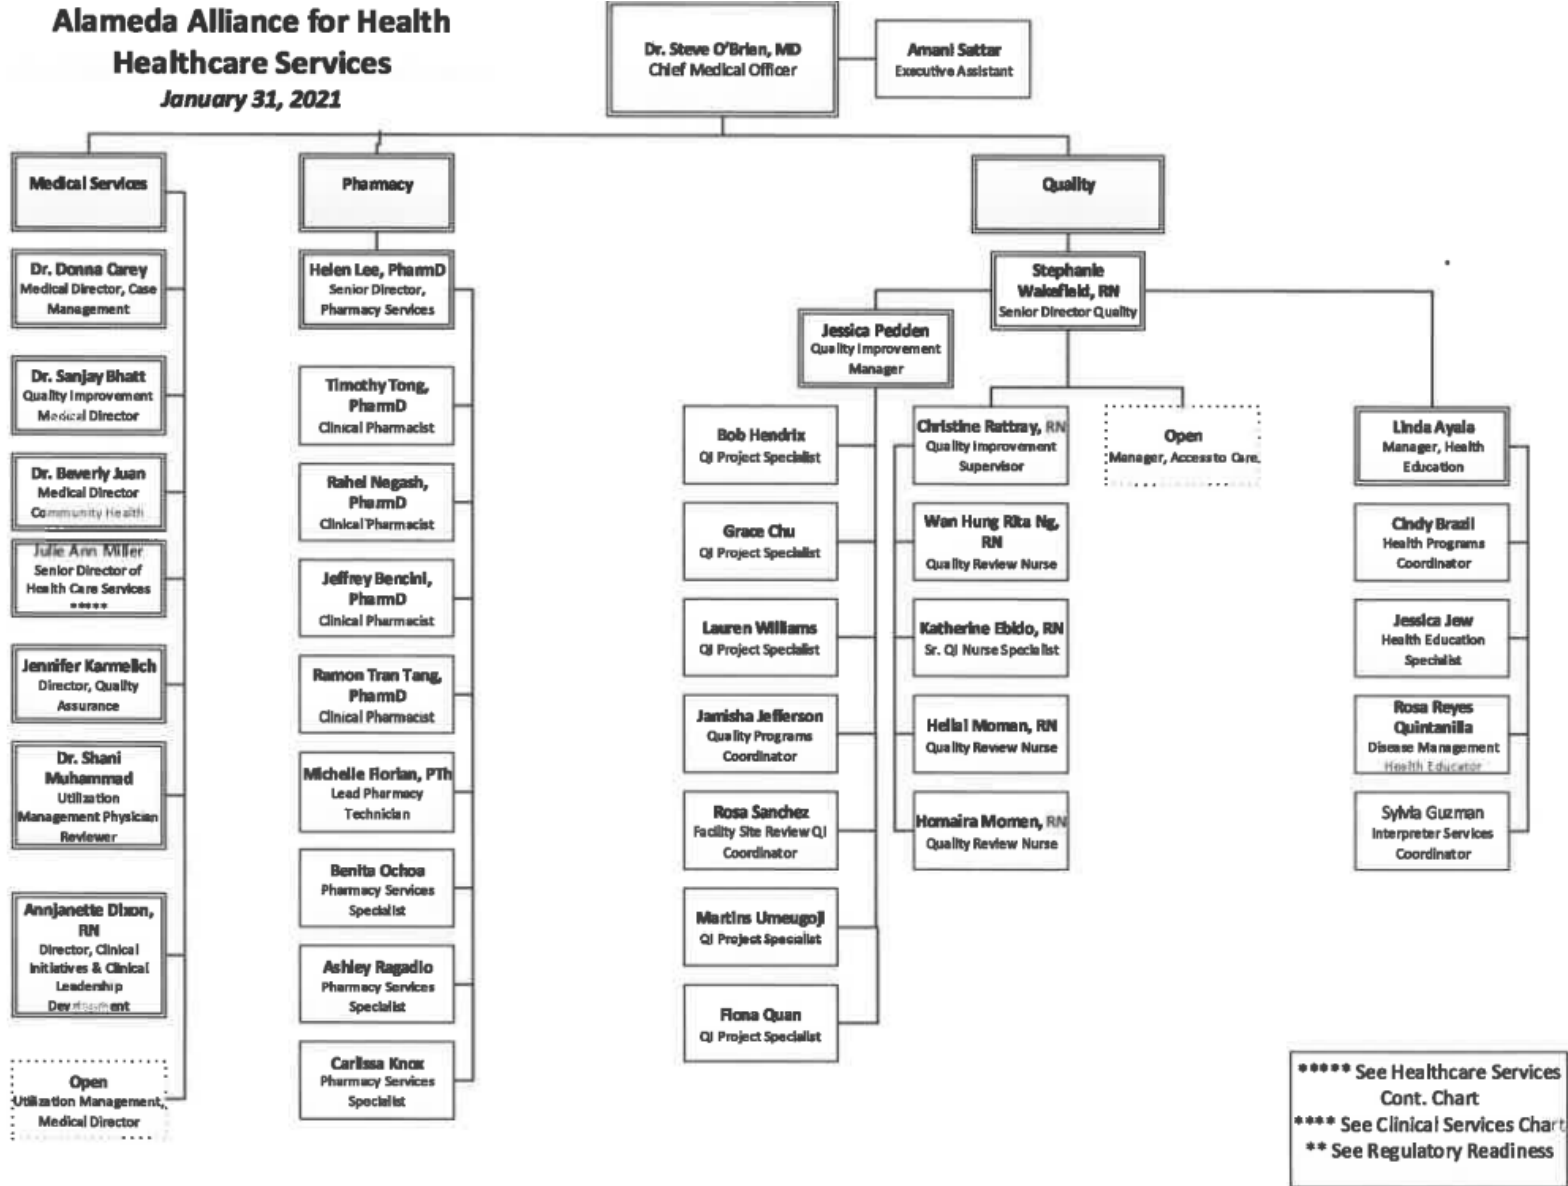 Alameda Alliance for Health
Healthcare Services
January 31, 2021
Dr. Steve O'Brien, MD
Chief Medical Officer
Amani Sattar
Executive Assistant
Medical Services
Dr. Donna Carey
Medical Director, Case
Management
Dr. Sanjay Bhatt
Quality Improvement
Medical Director
Dr. Beverly Juan
Medical Director
Community Health
Julie Ann Miller
Senior Director of
Health Care Services
*****
Jennifer Karmelich
Director, Quality
Assurance
Dr. Shani
Muhammad
Utilization
Management Physician
Reviewer
Annjanette Dixon,
RN
Director, Clinical
Initiatives & Clinical
Leadership
Development
Open
Utilization Management,
Medical Director
Pharmacy
Helen Lee, PharmD
Senior Director,
Pharmacy Services
Timothy Tong,
PharmD
Clinical Pharmacist
Rahel Negash,
PharmD
Clinical Pharmacist
Jeffrey Bencini,
PharmD
Clinical Pharmacist
Ramon Tran Tang,
PharmD
Clinical Pharmacist
Michelle Florian, PTh
Lead Pharmacy
Technician
Benita Ochoa
Pharmacy Services
Specialist
Ashley Ragadio
Pharmacy Services
Specialist
Carlissa Knox
Pharmacy Services
Specialist
Quality
Stephanie
Wakefield, RN
Senior Director Quality
Jessica Pedden
Quality Improvement
Manager
Bob Hendrix
QI Project Specialist
Grace Chu
QI Project Specialist
Lauren Williams
QI Project Specialist
Jamisha Jefferson
Quality Programs
Coordinator
Rosa Sanchez
Facility Site Review QI
Coordinator
Martins Umeugoji
QI Project Specialist
Fiona Quan
QI Project Specialist
Christine Rattray, RN
Quality Improvement
Supervisor
Wan Hung Rita Ng,
RN
Quality Review Nurse
Katherine Ebido, RN
Sr. QI Nurse Specialist
Hellai Momen, RN
Quality Review Nurse
Homaira Momen, RN
Quality Review Nurse
Open
Manager, Access to Care,
Linda Ayala
Manager, Health
Education
Cindy Brazil
Health Programs
Coordinator
Jessica Jew
Health Education
Specialist
Rosa Reyes
Quintanilla
Disease Management
Health Educator
Sylvia Guzman
Interpreter Services
Coordinator
***** See Healthcare Services
Cont. Chart
**** See Clinical Services Chart
** See Regulatory Readiness